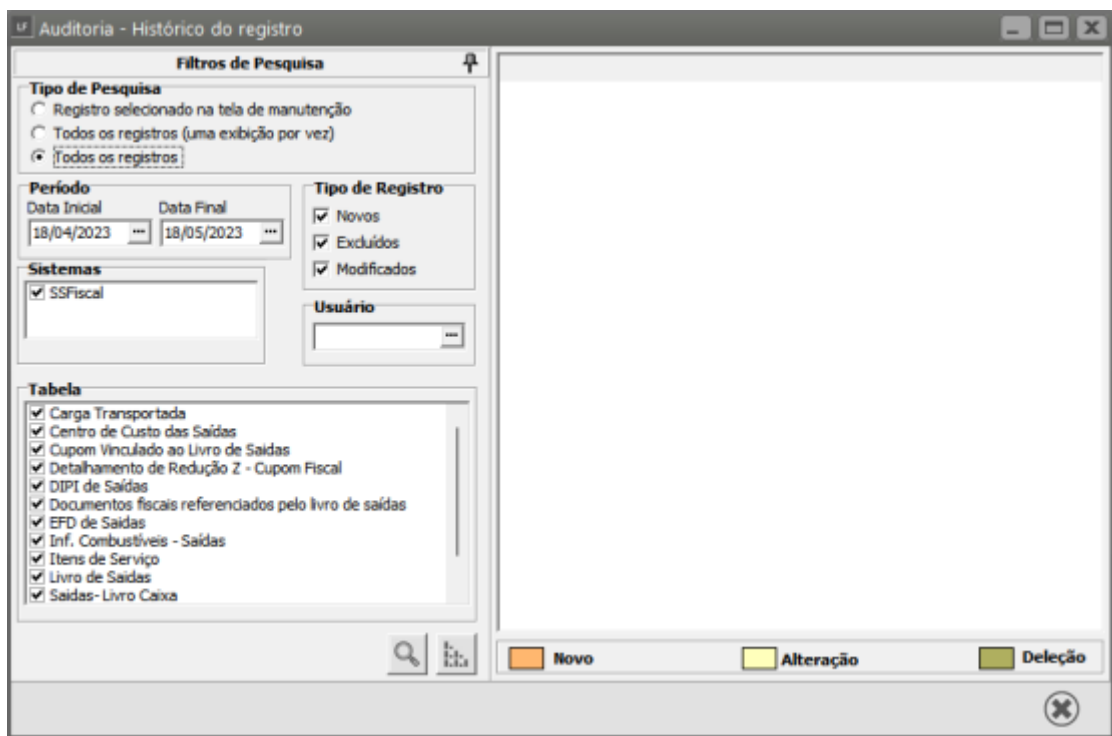 LF Auditoria - Histórico do registro
Filtros de Pesquisa
Tipo de Pesquisa
Registro selecionado na tela de manutenção
Todos os registros (uma exibição por vez)
Todos os registros
Período
Data Inicial Data Final
18/04/2023 ... 18/05/2023 ...
Tipo de Registro
Novos
Excluídos
Modificados
Sistemas
SSFiscal
Usuário
...
Tabela
Carga Transportada
Centro de Custo das Saídas
Cupom Vinculado ao Livro de Saidas
Detalhamento de Redução Z - Cupom Fiscal
DIPI de Saídas
Documentos fiscais referenciados pelo livro de saídas
EFD de Saidas
Inf. Combustíveis - Saídas
Itens de Serviço
Livro de Saidas
Saidas- Livro Caixa
Novo Alteração Deleção